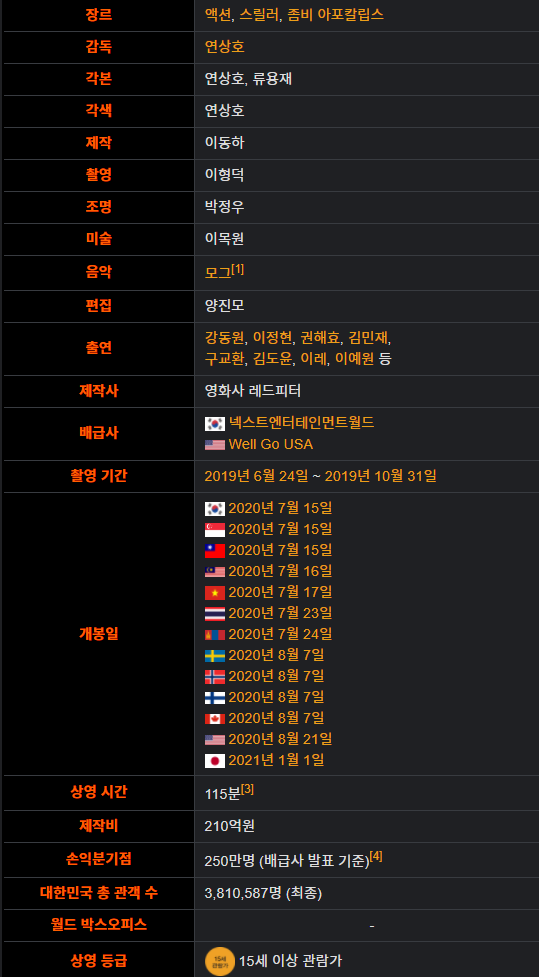 장르 액션, 스릴러, 좀비 아포칼립스
감독 연상호
각본 연상호, 류용재
각색 연상호
제작 이동하
촬영 이형덕
조명 박정우
미술 이목원
음악 모그[1]
편집 양진모
출연 강동원, 이정현, 권해효, 김민재,
구교환, 김도윤, 이레, 이예원 등
제작사 영화사 레드피터
배급사 넥스트엔터테인먼트월드
Well Go USA
촬영 기간 2019년 6월 24일 ~ 2019년 10월 31일
개봉일 2020년 7월 15일
2020년 7월 15일
2020년 7월 15일
2020년 7월 16일
2020년 7월 17일
2020년 7월 23일
2020년 7월 24일
2020년 8월 7일
2020년 8월 7일
2020년 8월 7일
2020년 8월 7일
2020년 8월 21일
2021년 1월 1일
상영 시간 115분[3]
제작비 210억원
손익분기점 250만명 (배급사 발표 기준)[4]
대한민국 총 관객 수 3,810,587명 (최종)
월드 박스오피스 -
상영 등급 15세 관람가 15세 이상 관람가